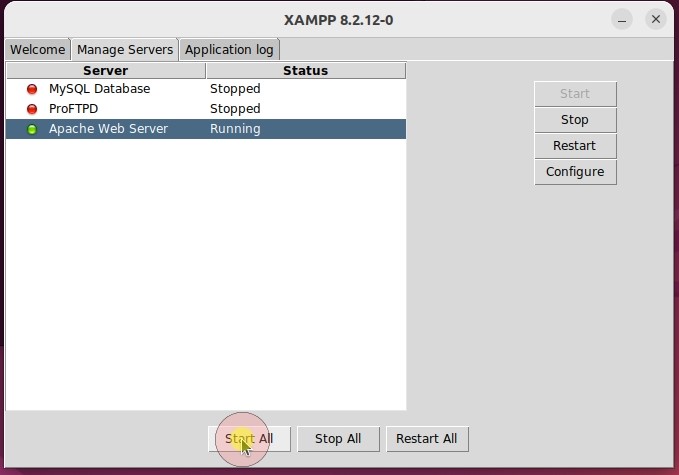 XAMPP 8.2.12-0
Welcome Manage Servers Application log
Server Status
MySQL Database Stopped
ProFTPD Stopped
Apache Web Server Running
Start
Stop
Restart
Configure
Start All Stop All Restart All